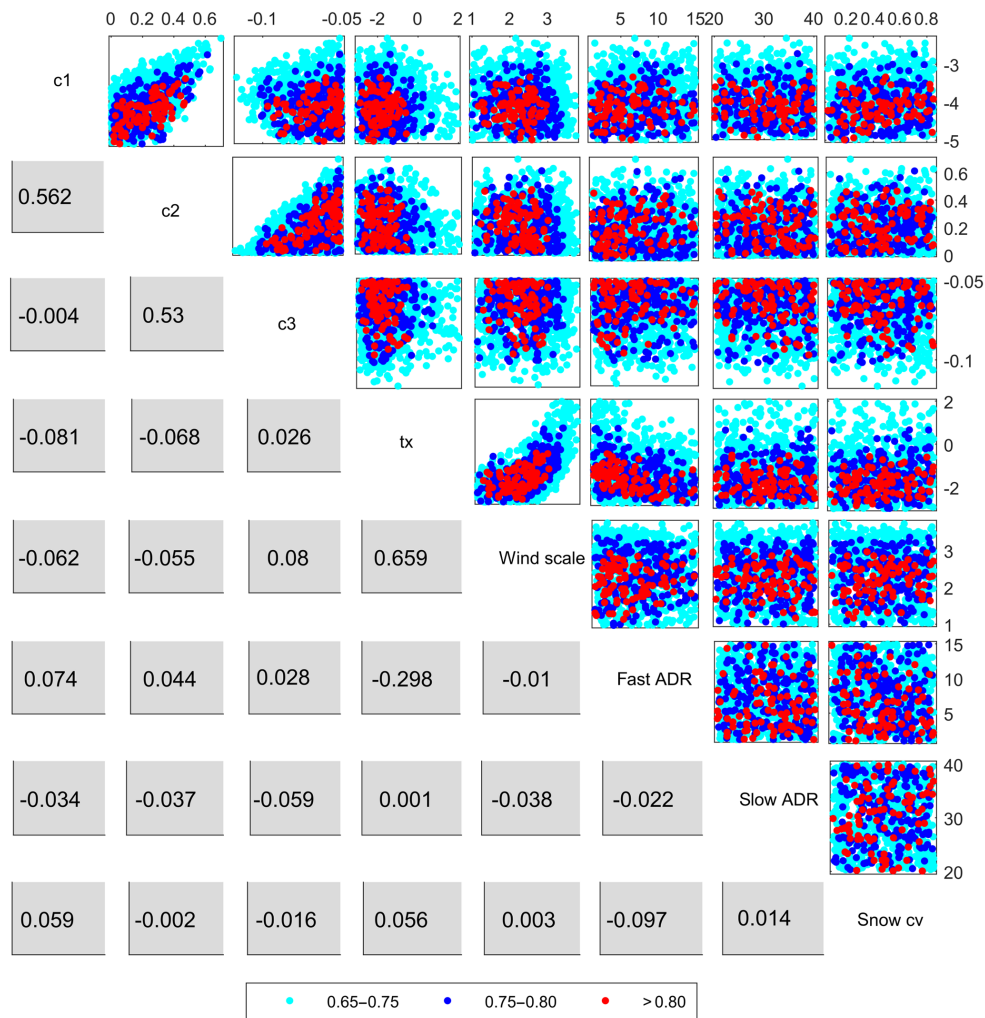 0 0.2 0.4 0.6 -0.1 -0.05 -2 0 2 1 2 3 5 10 15 20 30 40 0.2 0.4 0.6 0.8
c1 -3
-4
-5
0.562 c2 0.6
0.4
0.2
0
-0.004 0.53 c3 -0.05
-0.1
-0.081 -0.068 0.026 tx 2
0
-2
-0.062 -0.055 0.08 0.659 Wind scale 3
2
1
0.074 0.044 0.028 -0.298 -0.01 Fast ADR 15
10
5
-0.034 -0.037 -0.059 0.001 -0.038 -0.022 Slow ADR 40
30
20
0.059 -0.002 -0.016 0.056 0.003 -0.097 0.014 Snow cv
0.65–0.75 0.75–0.80 >0.80